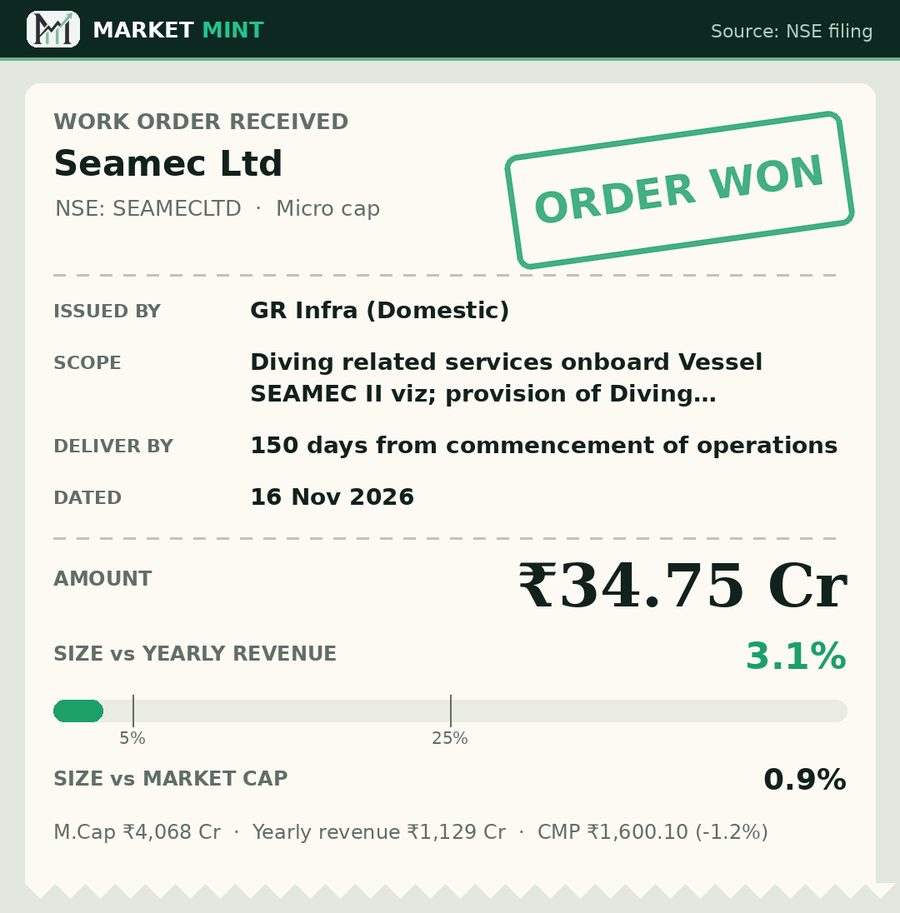 MARKET MINT
Source: NSE filing
WORK ORDER RECEIVED
Seamec Ltd
NSE: SEAMECLTD · Micro cap
ORDER WON
ISSUED BY
GR Infra (Domestic)
SCOPE
Diving related services onboard Vessel
SEAMEC II viz; provision of Diving…
DELIVER BY
150 days from commencement of operations
DATED
16 Nov 2026
AMOUNT
₹34.75 Cr
SIZE vs YEARLY REVENUE
3.1%
5%
25%
SIZE vs MARKET CAP
0.9%
M.Cap ₹4,068 Cr · Yearly revenue ₹1,129 Cr · CMP ₹1,600.10 (-1.2%)